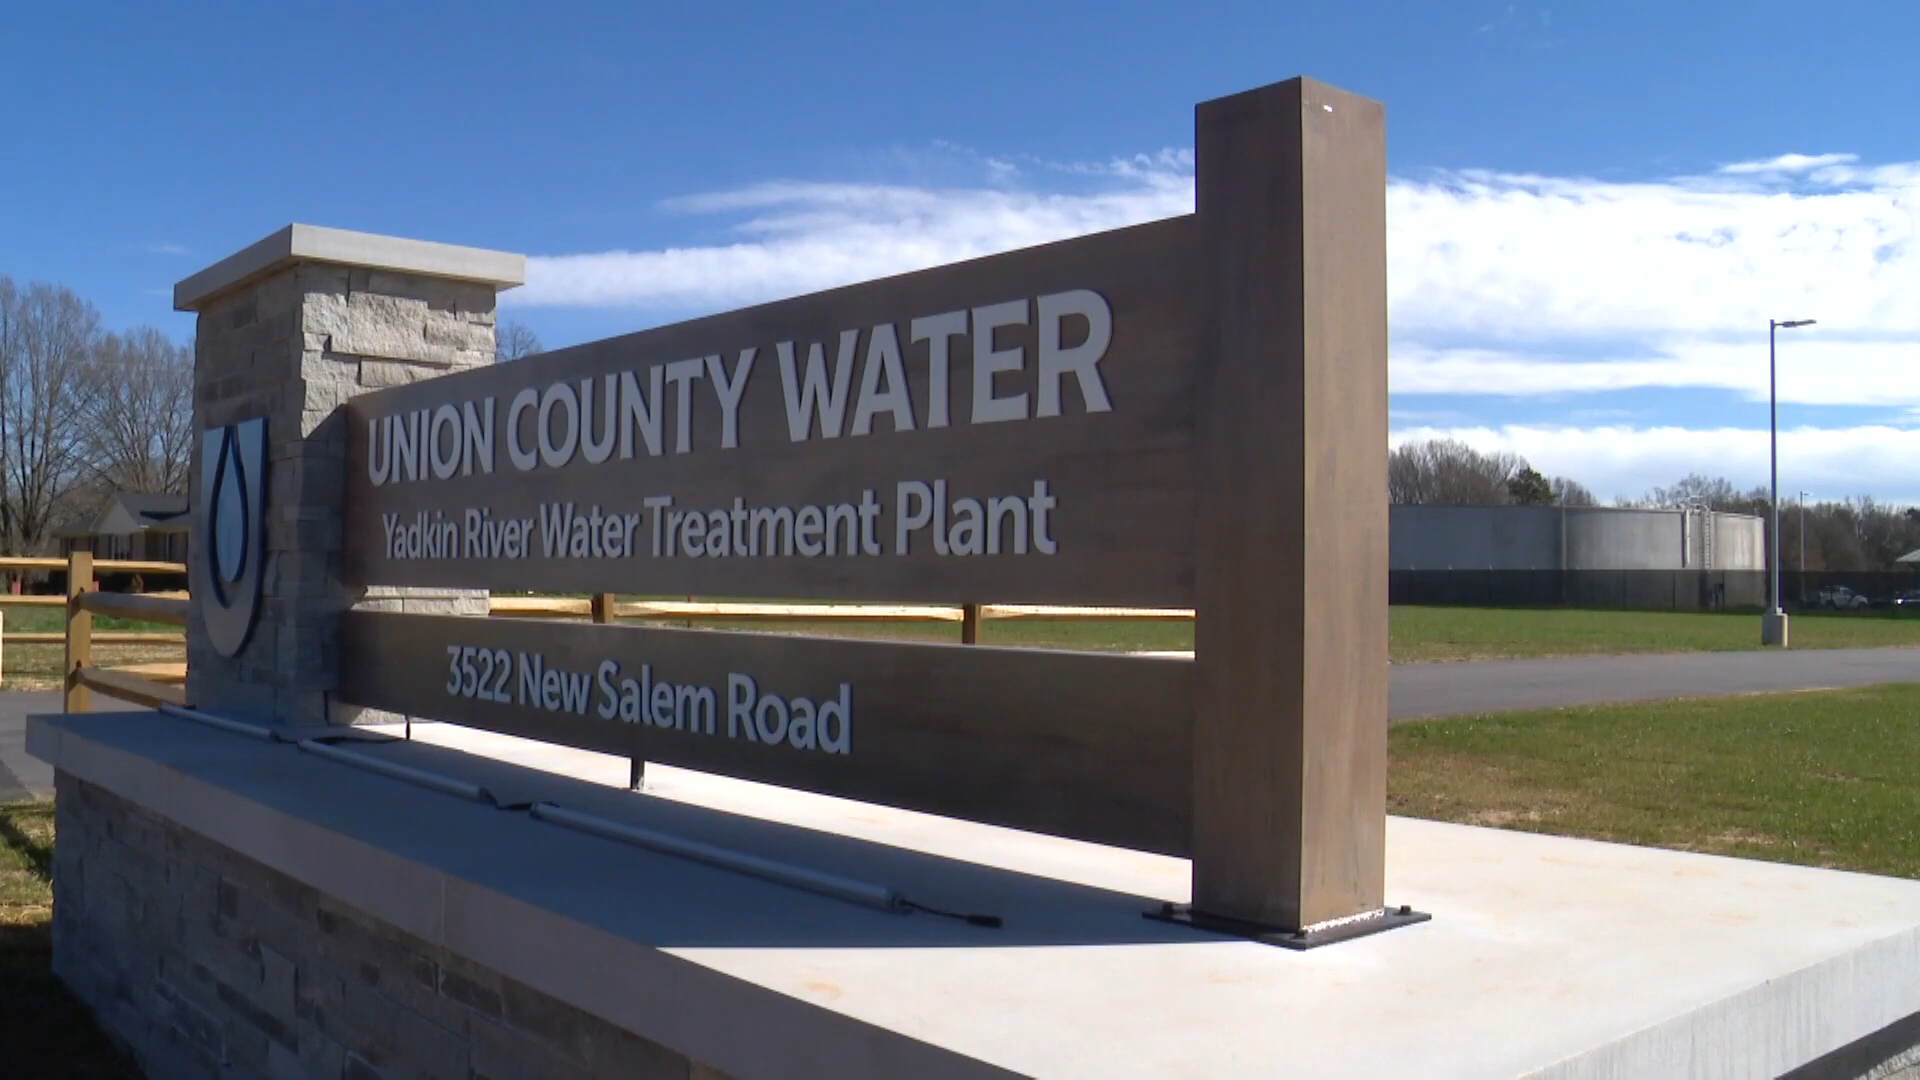 UNION COUNTY WATER
Yadkin River Water Treatment Plant
3522 New Salem Road